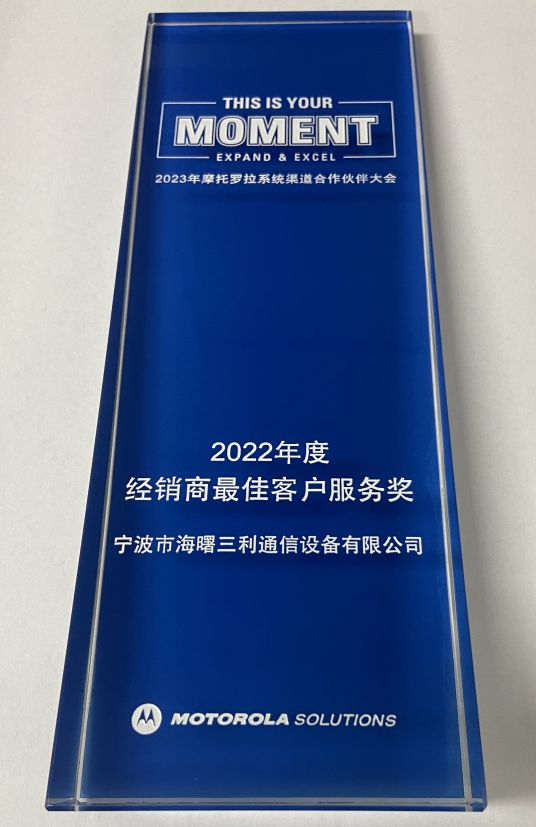 THIS IS YOUR
MOMENT
EXPAND & EXCEL
2023年摩托罗拉系统渠道合作伙伴大会
2022年度
经销商最佳客户服务奖
宁波市海曙三利通信设备有限公司
MOTOROLA SOLUTIONS